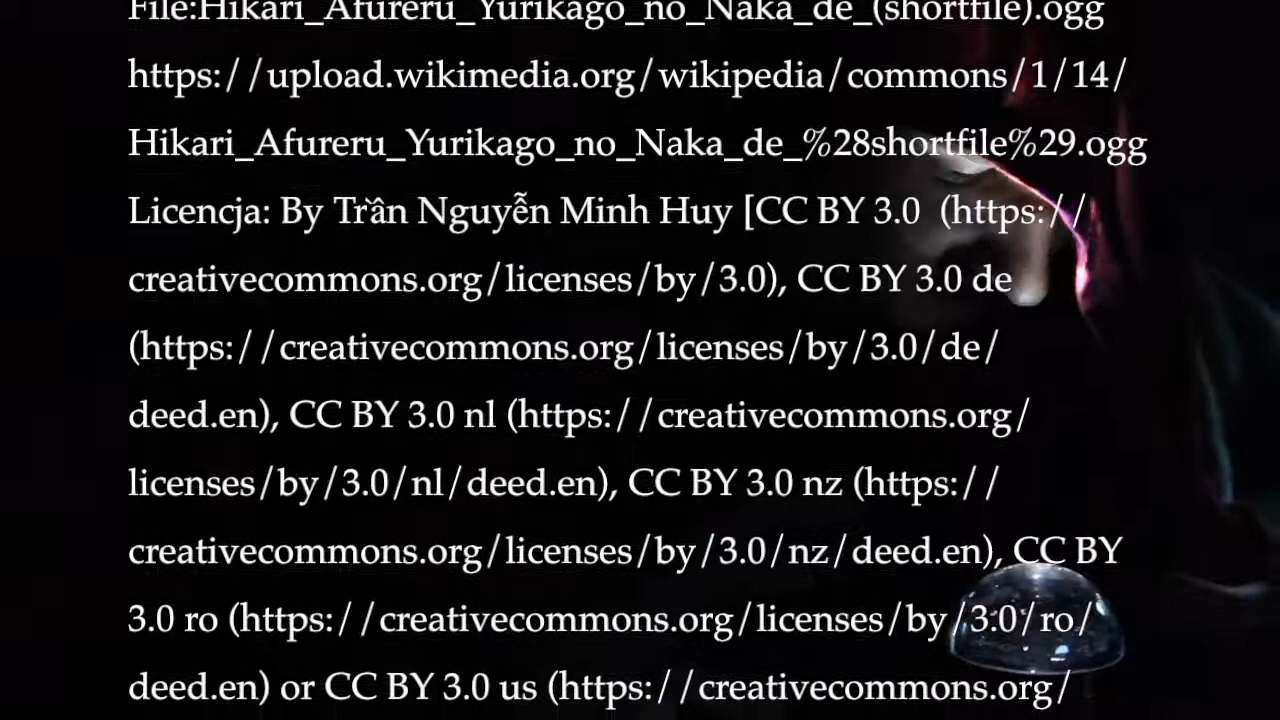 File:Hikari_Afureru_Yurikago_no_Naka_de_(shortfile).ogg
https://upload.wikimedia.org/wikipedia/commons/1/14/
Hikari_Afureru_Yurikago_no_Naka_de_%28shortfile%29.ogg
Licencja: By Trần Nguyễn Minh Huy [CC BY 3.0  (https://
creativecommons.org/licenses/by/3.0), CC BY 3.0 de
(https://creativecommons.org/licenses/by/3.0/de/
deed.en), CC BY 3.0 nl (https://creativecommons.org/
licenses/by/3.0/nl/deed.en), CC BY 3.0 nz (https://
creativecommons.org/licenses/by/3.0/nz/deed.en), CC BY
3.0 ro (https://creativecommons.org/licenses/by/3.0/ro/
deed.en) or CC BY 3.0 us (https://creativecommons.org/